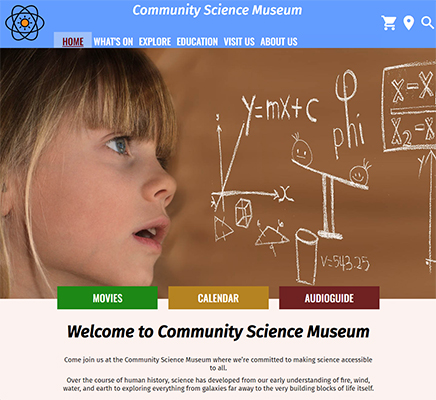 Community Science Museum
HOME WHAT'S ON EXPLORE EDUCATION VISIT US ABOUT US
y=mx+c
phi
x
V=543.25
MOVIES CALENDAR AUDIOGUIDE
Welcome to Community Science Museum
Come join us at the Community Science Museum where we're committed to making science accessible
to all.
Over the course of human history, science has developed from our early understanding of fire, wind,
water, and earth to exploring everything from galaxies far away to the very building blocks of life itself.